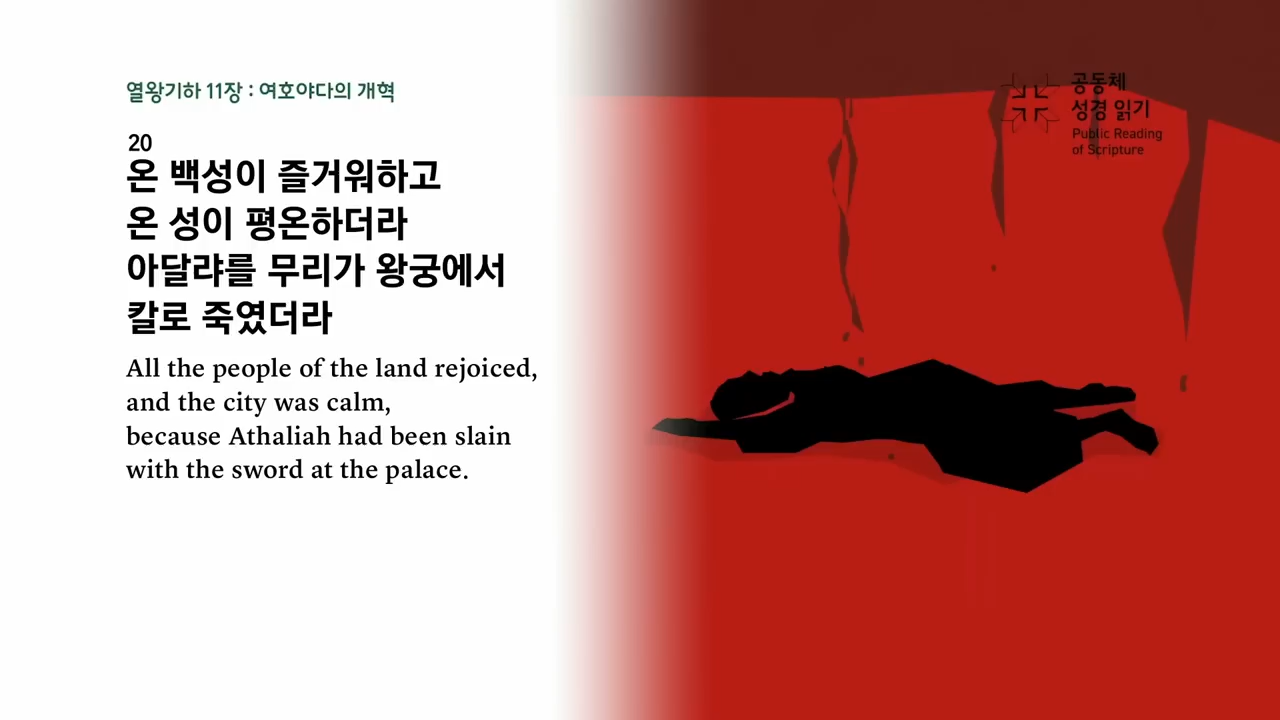 열왕기하 11장 : 여호야다의 개혁
20
온 백성이 즐거워하고
온 성이 평온하더라
아달랴를 무리가 왕궁에서
칼로 죽였더라
All the people of the land rejoiced,
and the city was calm,
because Athaliah had been slain
with the sword at the palace.
공동체
성경 읽기
Public Reading
of Scripture